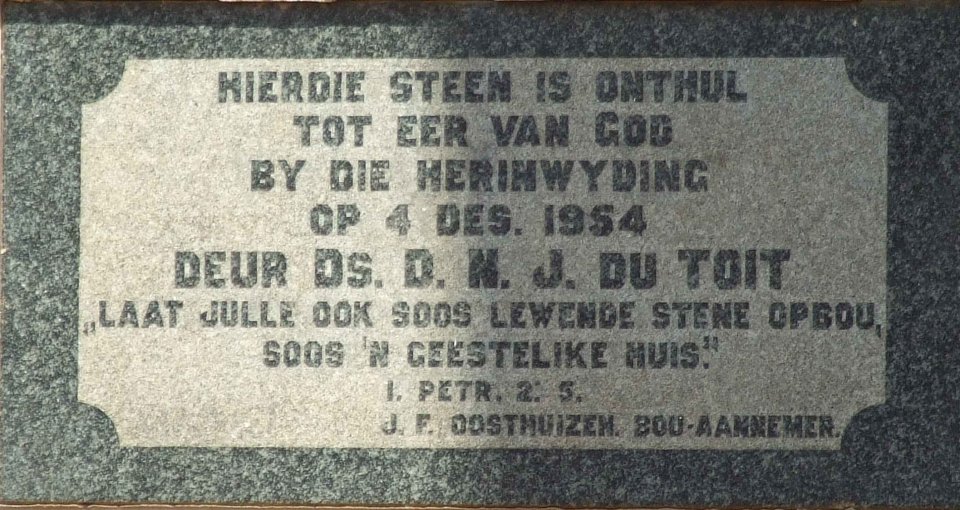 HIERDIE STEEN IS ONTHUL
TOT EER VAN GOD
BY DIE HERINWYDING
OP 4 DES. 1954
DEUR DS. D. N. J. DU TOIT
„LAAT JULLE OOK SOOS LEWENDE STENE OPBOU,
SOOS 'N GEESTELIKE HUIS."
I. PETR. 2: 5.
J. F. OOSTHUIZEN. BOU-AANNEMER.